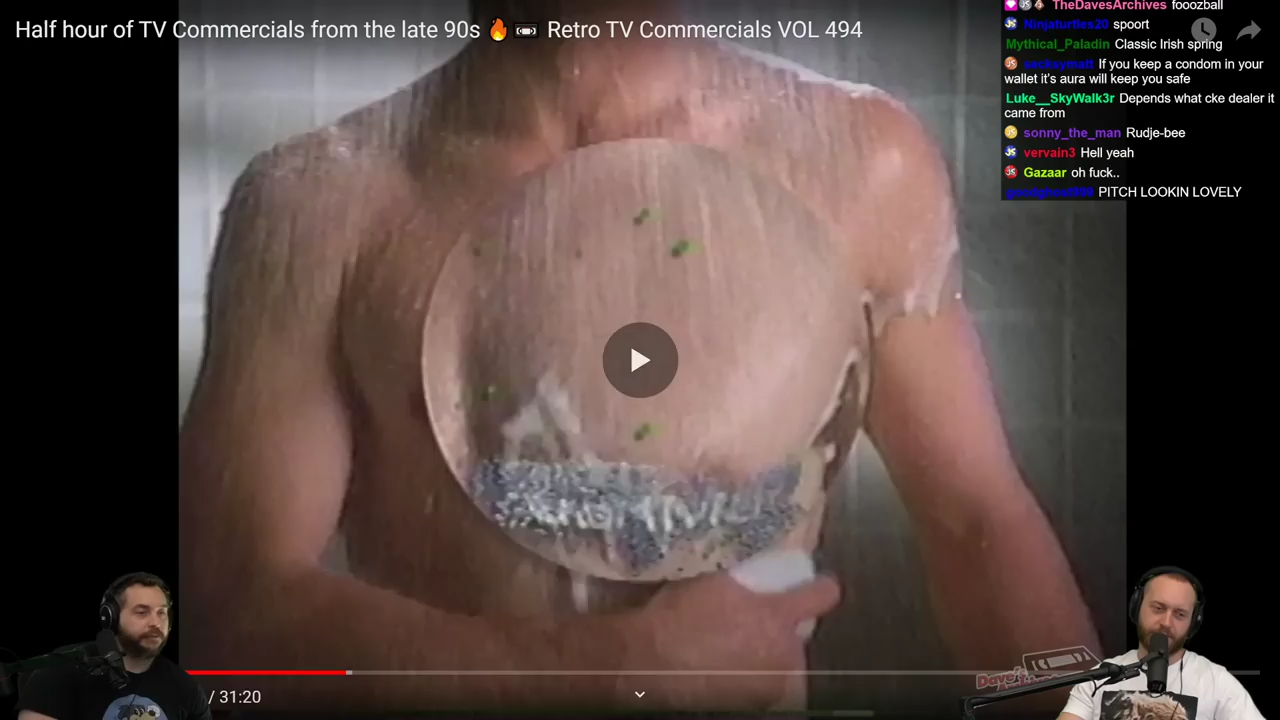 Half hour of TV Commercials from the late 90s 🔥📼 Retro TV Commercials VOL 494
TheDavesArchives fooozball
Ninjaturtles20 spoort
Mythical_Paladin Classic Irish spring
If you keep a condom in your
wallet it's aura will keep you safe
Luke__SkyWalk3r Depends what cke dealer it
came from
sonny_the_man Rudje-bee
vervain3 Hell yeah
Gazaar oh fuck..
PITCH LOOKIN LOVELY
/ 31:20